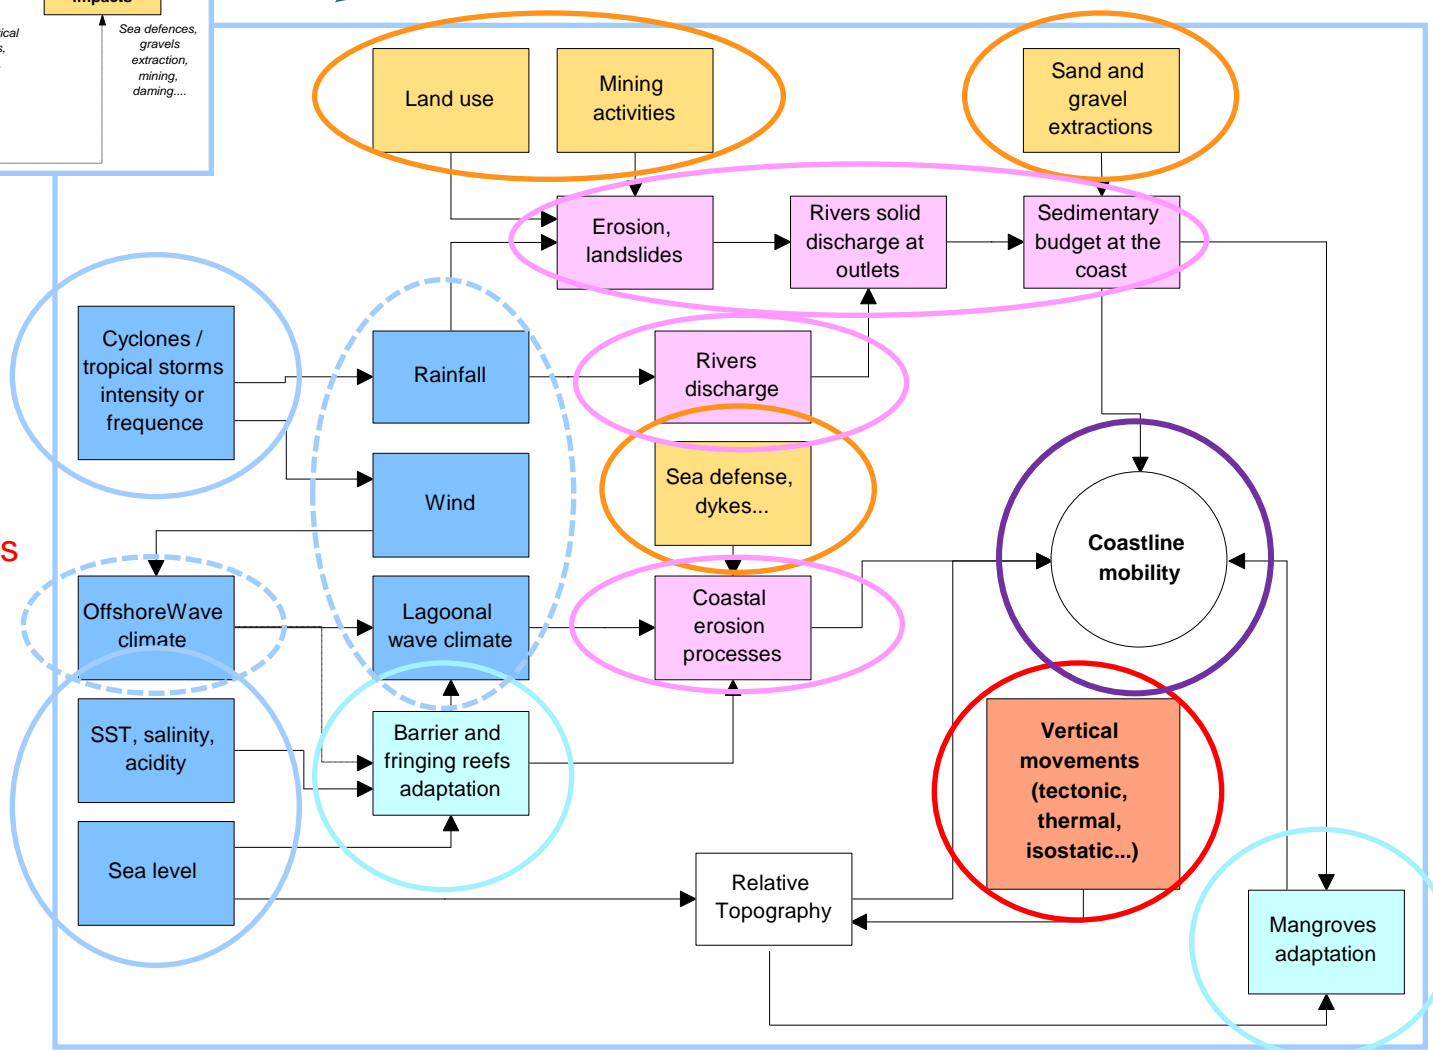 impacts
Sea defences,
gravels
extraction,
mining,
daming....
Land use
Mining
activities
Sand and
gravel
extractions
Erosion,
landslides
Rivers solid
discharge at
outlets
Sedimentary
budget at the
coast
Cyclones /
tropical storms
intensity or
frequence
Rainfall
Rivers
discharge
Wind
Sea defense,
dykes...
Coastline
mobility
s
OffshoreWave
climate
Lagoonal
wave climate
Coastal
erosion
processes
SST, salinity,
acidity
Barrier and
fringing reefs
adaptation
Vertical
movements
(tectonic,
thermal,
isostatic...)
Sea level
Relative
Topography
Mangroves
adaptation